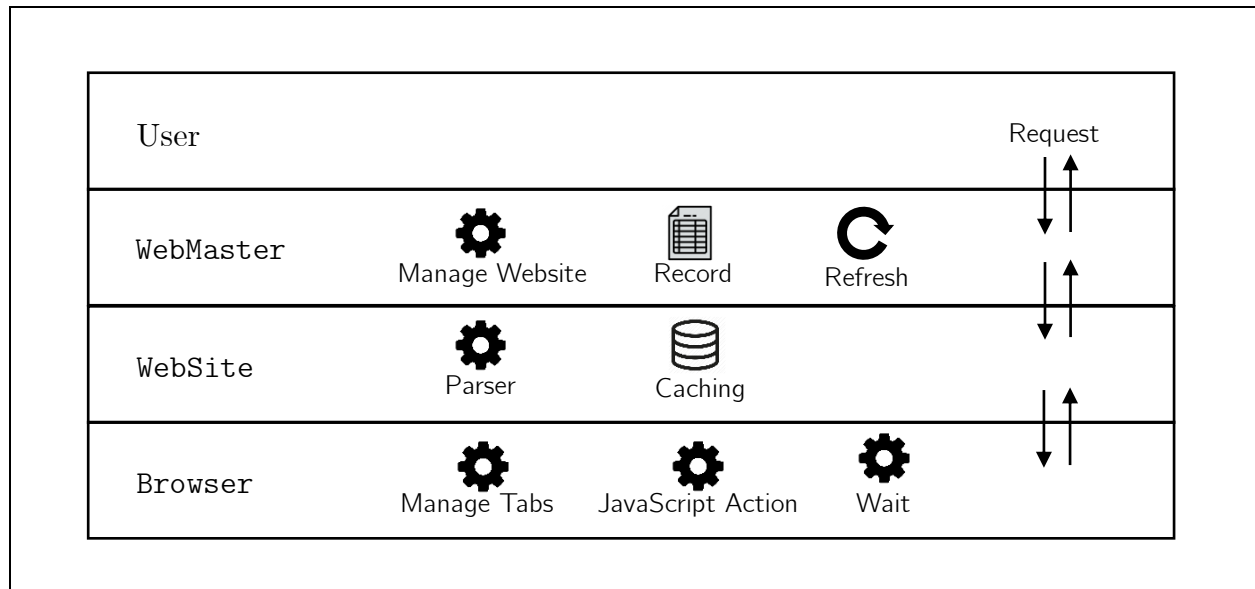 User
Request
WebMaster
Manage Website
Record
Refresh
WebSite
Parser
Caching
Browser
Manage Tabs
JavaScript Action
Wait